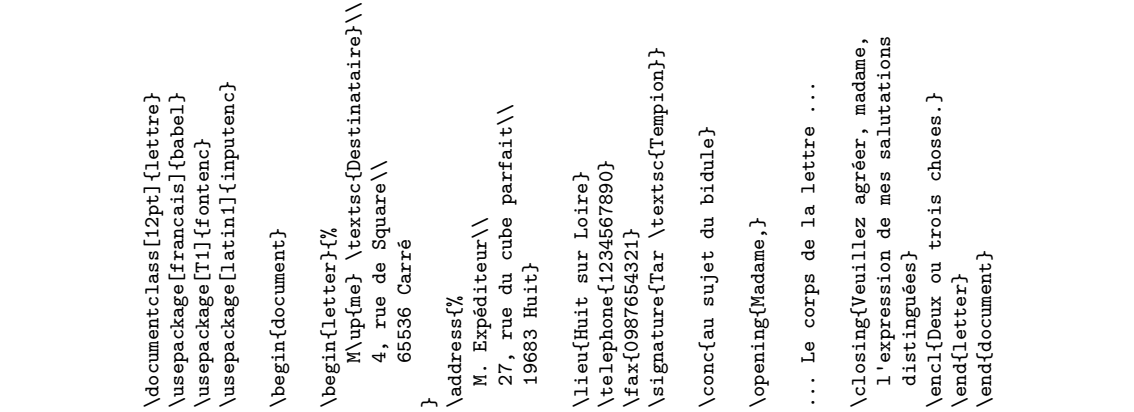 \documentclass[12pt]{lettre}
\usepackage[francais]{babel}
\usepackage[T1]{fontenc}
\usepackage[latin1]{inputenc}
\begin{document}
\begin{letter}{%
M\up{me} \textsc{Destinataire}\\
4, rue de Square\\
65536 Carré
}
\address{%
M. Expéditeur\\
27, rue du cube parfait\\
19683 Huit}
\lieu{Huit sur Loire}
\telephone{1234567890}
\fax{0987654321}
\signature{Tar \textsc{Tempion}}
\conc{au sujet du bidule}
\opening{Madame,}
... Le corps de la lettre ...
\closing{Veuillez agréer, madame,
l'expression de mes salutations
distinguées}
\encl{Deux ou trois choses.}
\end{letter}
\end{document}